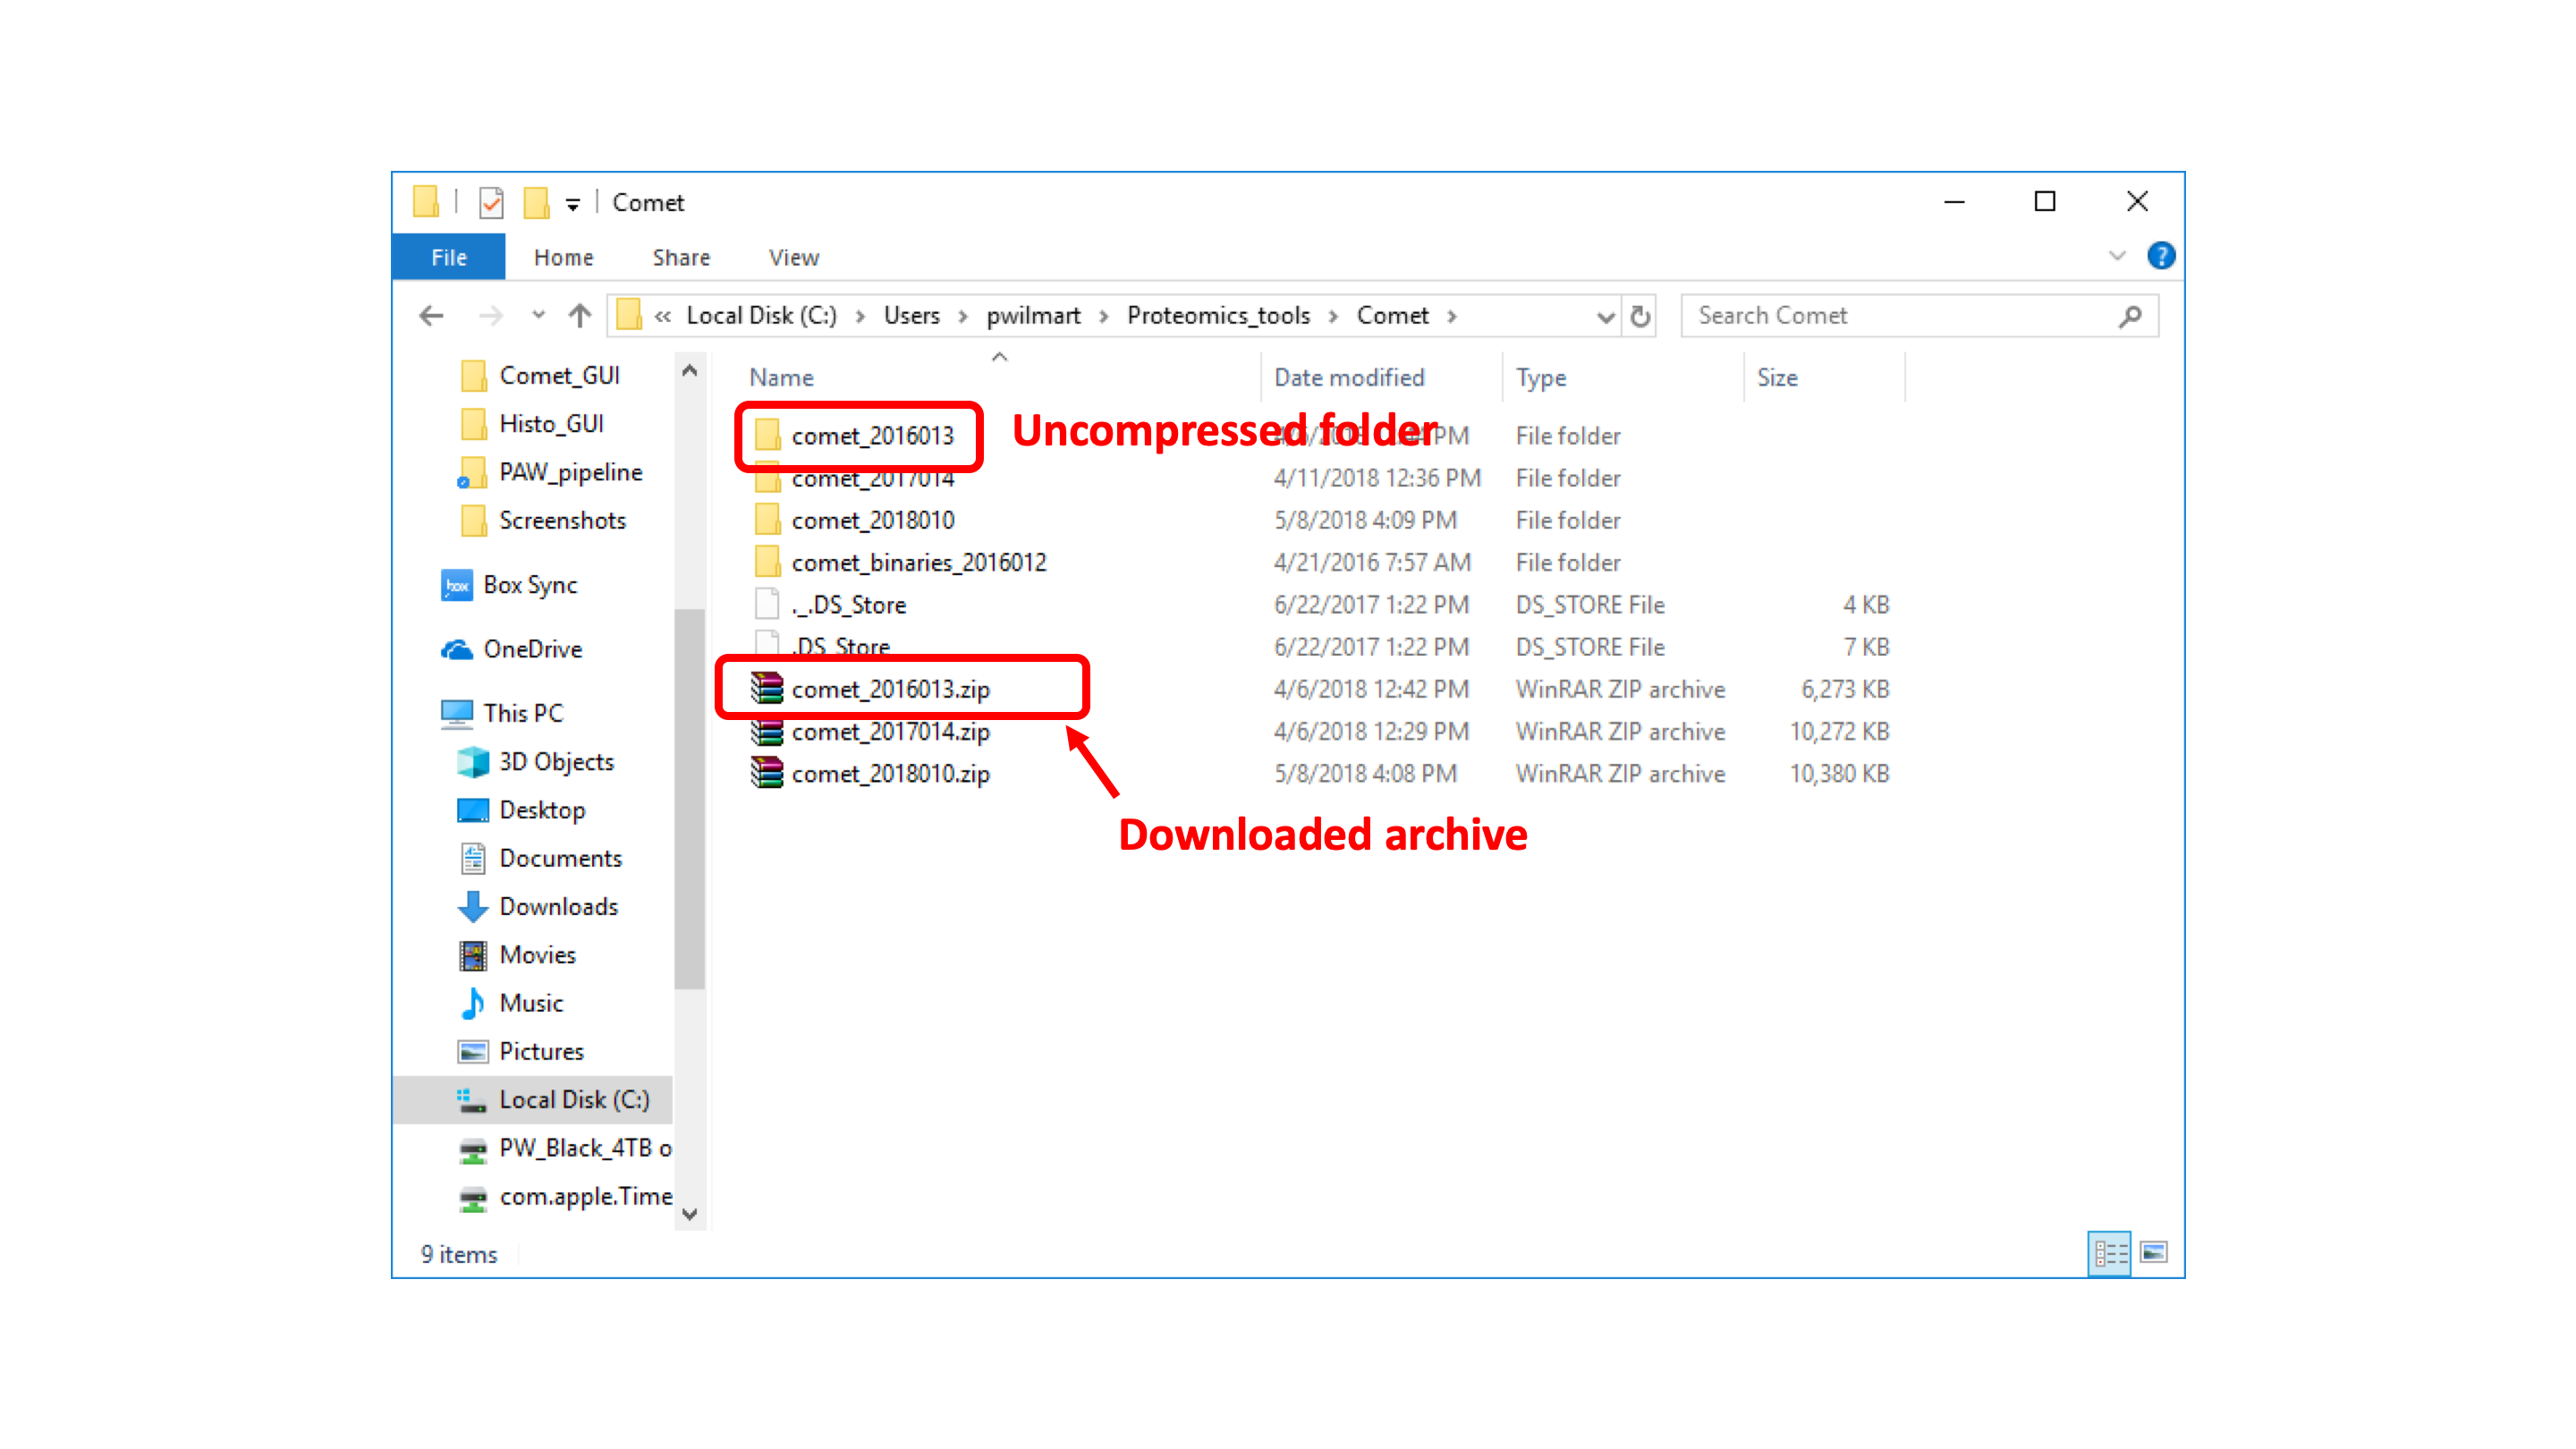 Comet
File Home Share View
« Local Disk (C:) › Users › pwilmart › Proteomics_tools › Comet ›
Search Comet
Comet_GUI
Histo_GUI
PAW_pipeline
Screenshots
box Box Sync
OneDrive
This PC
3D Objects
Desktop
Documents
Downloads
Movies
Music
Pictures
Local Disk (C:)
PW_Black_4TB o
com.apple.Time
Name Date modified Type Size
comet_2016013 PM File folder
Uncompressed folder
comet_2017014 4/11/2018 12:36 PM File folder
comet_2018010 5/8/2018 4:09 PM File folder
comet_binaries_2016012 4/21/2016 7:57 AM File folder
._.DS_Store 6/22/2017 1:22 PM DS_STORE File 4 KB
.DS_Store 6/22/2017 1:22 PM DS_STORE File 7 KB
comet_2016013.zip 4/6/2018 12:42 PM WinRAR ZIP archive 6,273 KB
comet_2017014.zip 4/6/2018 12:29 PM WinRAR ZIP archive 10,272 KB
comet_2018010.zip 5/8/2018 4:08 PM WinRAR ZIP archive 10,380 KB
Downloaded archive
9 items